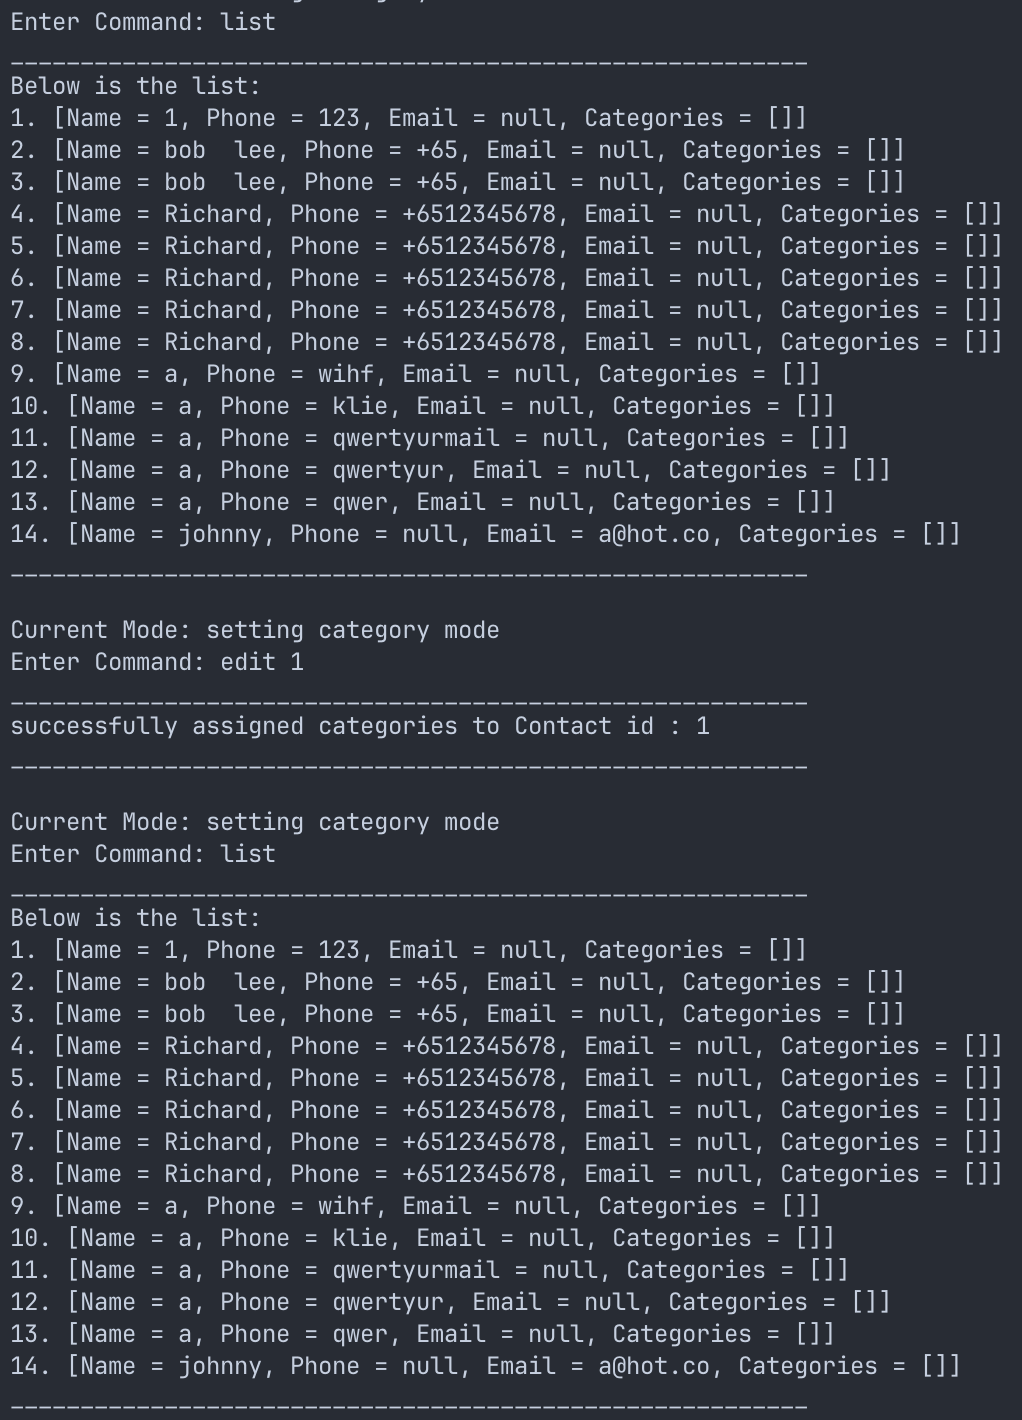 Enter Command: list
_________________________________________________________
Below is the list:
1. [Name = 1, Phone = 123, Email = null, Categories = []]
2. [Name = bob  lee, Phone = +65, Email = null, Categories = []]
3. [Name = bob  lee, Phone = +65, Email = null, Categories = []]
4. [Name = Richard, Phone = +6512345678, Email = null, Categories = []]
5. [Name = Richard, Phone = +6512345678, Email = null, Categories = []]
6. [Name = Richard, Phone = +6512345678, Email = null, Categories = []]
7. [Name = Richard, Phone = +6512345678, Email = null, Categories = []]
8. [Name = Richard, Phone = +6512345678, Email = null, Categories = []]
9. [Name = a, Phone = wihf, Email = null, Categories = []]
10. [Name = a, Phone = klie, Email = null, Categories = []]
11. [Name = a, Phone = qwertyurmail = null, Categories = []]
12. [Name = a, Phone = qwertyur, Email = null, Categories = []]
13. [Name = a, Phone = qwer, Email = null, Categories = []]
14. [Name = johnny, Phone = null, Email = a@hot.co, Categories = []]
_________________________________________________________
Current Mode: setting category mode
Enter Command: edit 1
_________________________________________________________
successfully assigned categories to Contact id : 1
_________________________________________________________
Current Mode: setting category mode
Enter Command: list
_________________________________________________________
Below is the list:
1. [Name = 1, Phone = 123, Email = null, Categories = []]
2. [Name = bob  lee, Phone = +65, Email = null, Categories = []]
3. [Name = bob  lee, Phone = +65, Email = null, Categories = []]
4. [Name = Richard, Phone = +6512345678, Email = null, Categories = []]
5. [Name = Richard, Phone = +6512345678, Email = null, Categories = []]
6. [Name = Richard, Phone = +6512345678, Email = null, Categories = []]
7. [Name = Richard, Phone = +6512345678, Email = null, Categories = []]
8. [Name = Richard, Phone = +6512345678, Email = null, Categories = []]
9. [Name = a, Phone = wihf, Email = null, Categories = []]
10. [Name = a, Phone = klie, Email = null, Categories = []]
11. [Name = a, Phone = qwertyurmail = null, Categories = []]
12. [Name = a, Phone = qwertyur, Email = null, Categories = []]
13. [Name = a, Phone = qwer, Email = null, Categories = []]
14. [Name = johnny, Phone = null, Email = a@hot.co, Categories = []]
_________________________________________________________